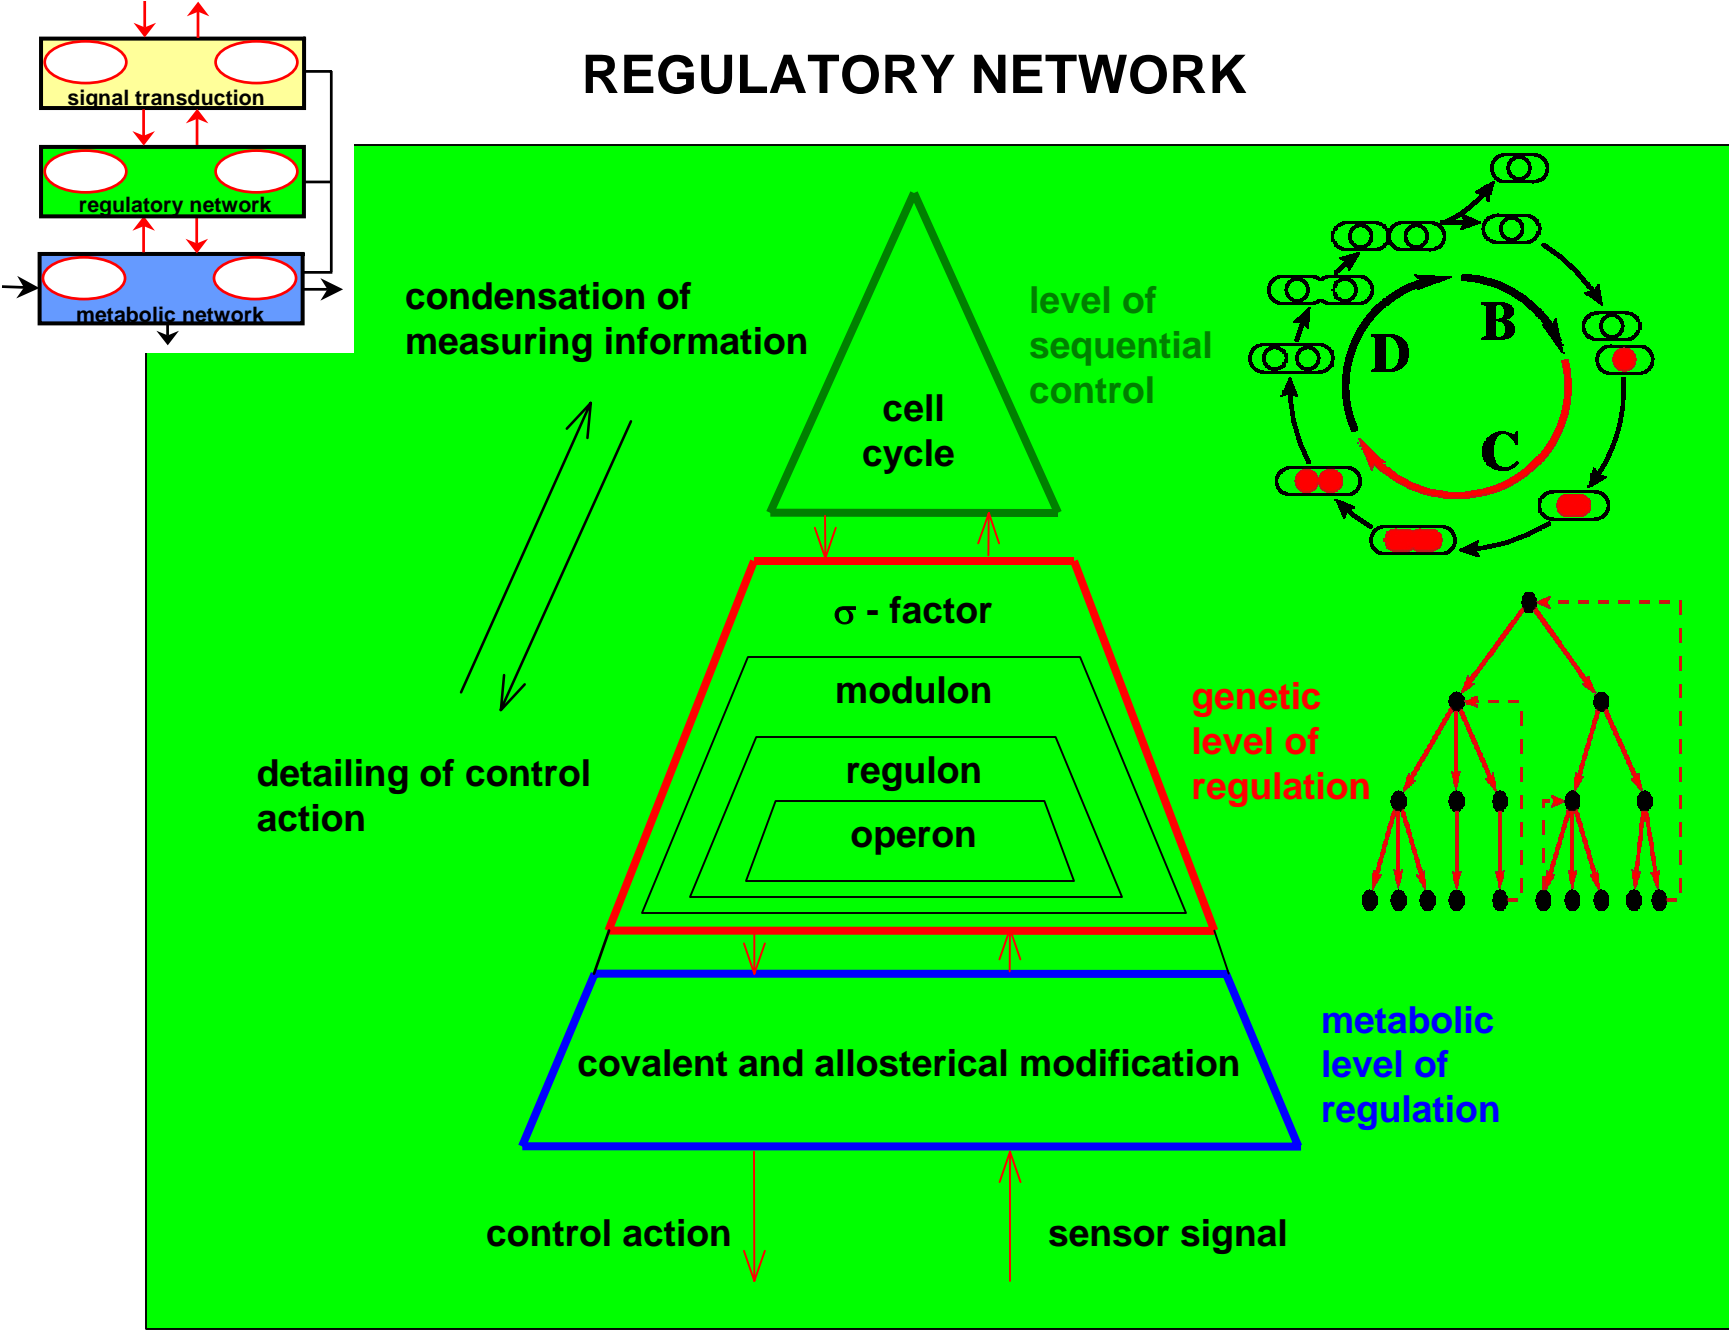 REGULATORY NETWORK
signal transduction
regulatory network
metabolic network
condensation of
measuring information
level of
sequential
control
cell
cycle
B
D
C
σ - factor
modulon
regulon
operon
genetic
level of
regulation
detailing of control
action
covalent and allosterical modification
metabolic
level of
regulation
control action
sensor signal